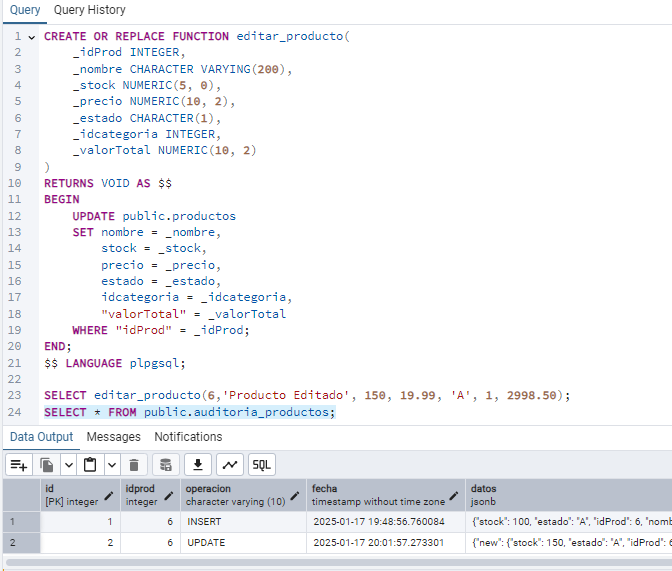 Query Query History
1 CREATE OR REPLACE FUNCTION editar_producto(
2 _idProd INTEGER,
3 _nombre CHARACTER VARYING(200),
4 _stock NUMERIC(5, 0),
5 _precio NUMERIC(10, 2),
6 _estado CHARACTER(1),
7 _idcategoria INTEGER,
8 _valorTotal NUMERIC(10, 2)
9 )
10 RETURNS VOID AS $$
11 BEGIN
12 UPDATE public.productos
13 SET nombre = _nombre,
14 stock = _stock,
15 precio = _precio,
16 estado = _estado,
17 idcategoria = _idcategoria,
18 "valorTotal" = _valorTotal
19 WHERE "idProd" = _idProd;
20 END;
21 $$ LANGUAGE plpgsql;
22
23 SELECT editar_producto(6,'Producto Editado', 150, 19.99, 'A', 1, 2998.50);
24 SELECT * FROM public.auditoria_productos;
Data Output Messages Notifications
SQL
id idprod operacion fecha datos
[PK] integer integer character varying (10) timestamp without time zone jsonb
1 1 6 INSERT 2025-01-17 19:48:56.760084 {"stock": 100, "estado": "A", "idProd": 6, "nomb
2 2 6 UPDATE 2025-01-17 20:01:57.273301 {"new": {"stock": 150, "estado": "A", "idProd": 6